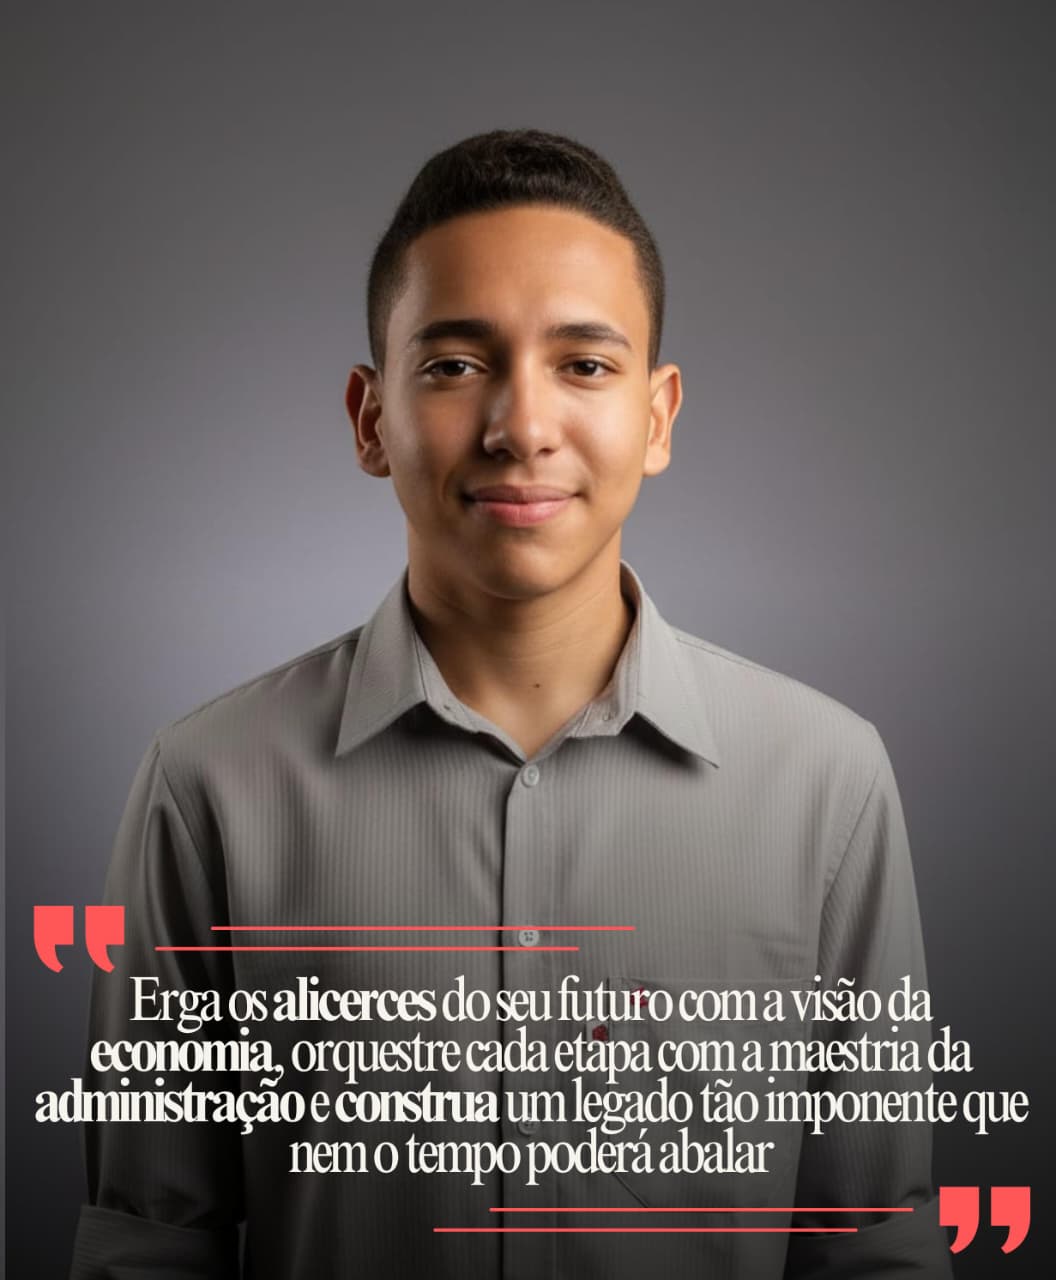 Erga os alicerces do seu futuro com a visão da
economia, orquestre cada etapa com a maestria da
administração e construa um legado tão imponente que
nem o tempo poderá abalar